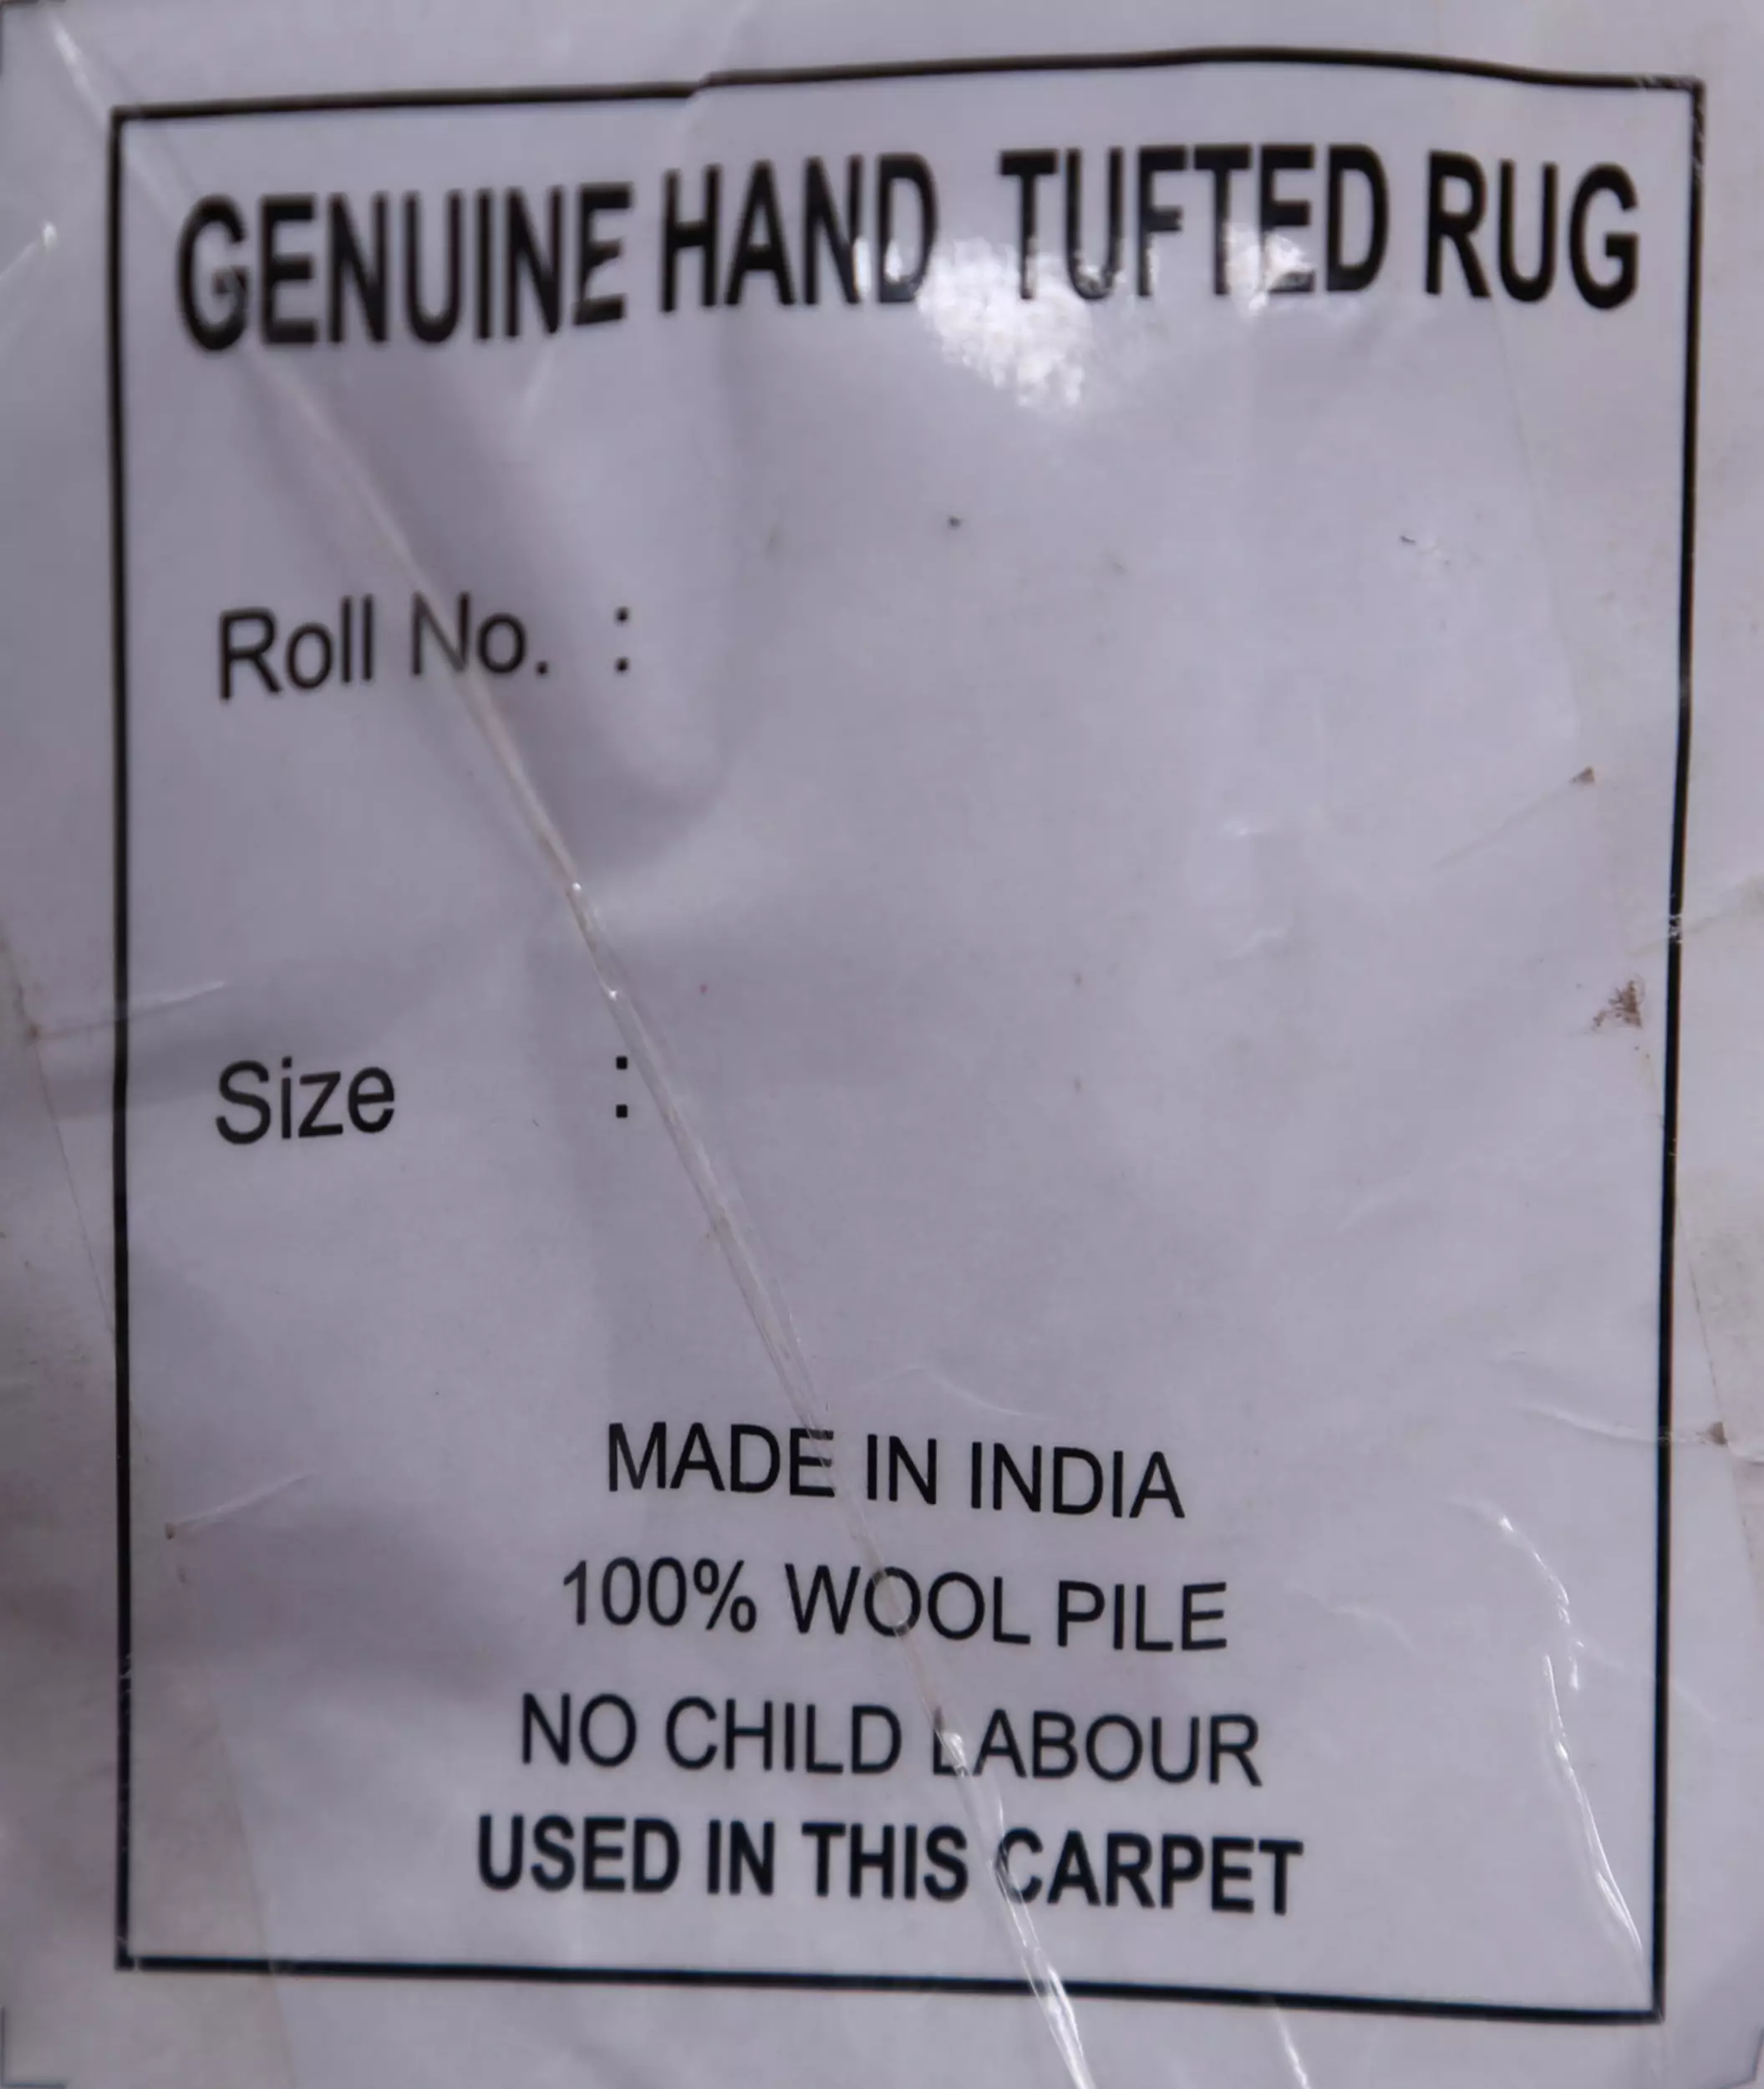 GENUINE HAND TUFTED RUG
Roll No. :
Size :
MADE IN INDIA
100% WOOL PILE
NO CHILD LABOUR
USED IN THIS CARPET